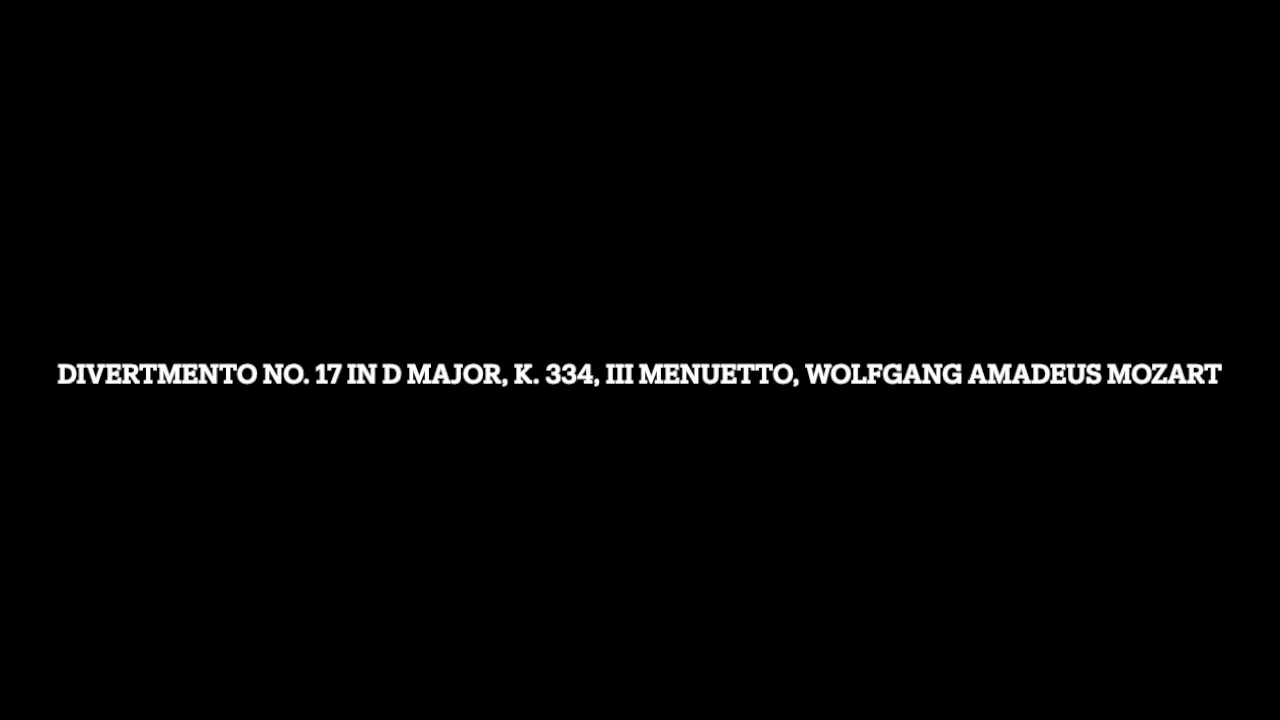 DIVERTMENTO NO. 17 IN D MAJOR, K. 334, III MENUETTO, WOLFGANG AMADEUS MOZART